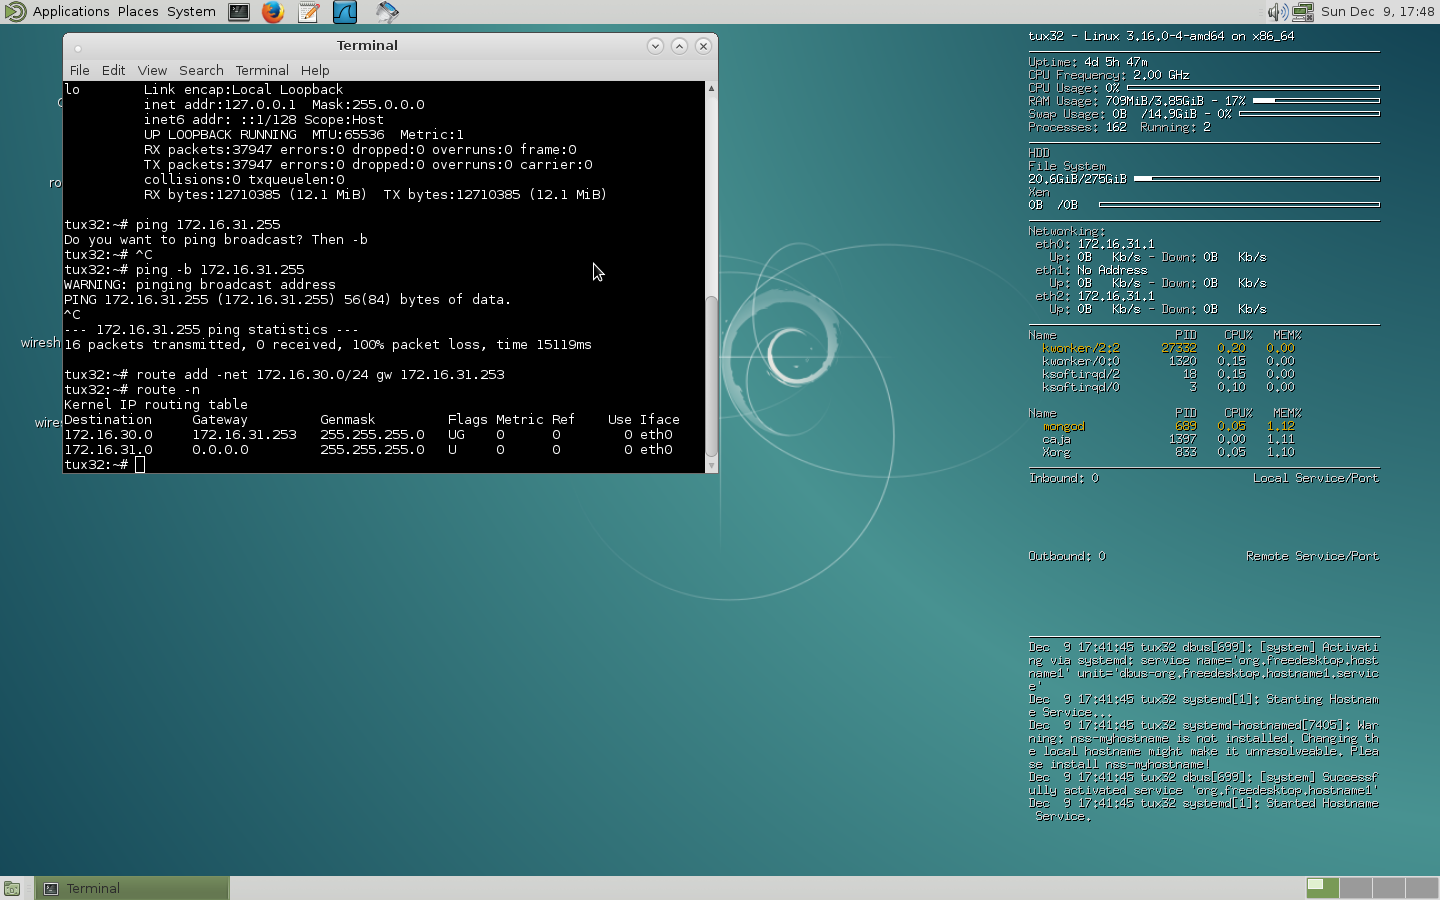 Applications Places System
Sun Dec  9, 17:48
Terminal
File Edit View Search Terminal Help
lo        Link encap:Local Loopback
          inet addr:127.0.0.1  Mask:255.0.0.0
          inet6 addr: ::1/128 Scope:Host
          UP LOOPBACK RUNNING  MTU:65536  Metric:1
          RX packets:37947 errors:0 dropped:0 overruns:0 frame:0
          TX packets:37947 errors:0 dropped:0 overruns:0 carrier:0
          collisions:0 txqueuelen:0
          RX bytes:12710385 (12.1 MiB)  TX bytes:12710385 (12.1 MiB)
tux32:~# ping 172.16.31.255
Do you want to ping broadcast? Then -b
tux32:~# ^C
tux32:~# ping -b 172.16.31.255
WARNING: pinging broadcast address
PING 172.16.31.255 (172.16.31.255) 56(84) bytes of data.
^C
--- 172.16.31.255 ping statistics ---
16 packets transmitted, 0 received, 100% packet loss, time 15119ms
tux32:~# route add -net 172.16.30.0/24 gw 172.16.31.253
tux32:~# route -n
Kernel IP routing table
Destination     Gateway         Genmask         Flags Metric Ref    Use Iface
172.16.30.0     172.16.31.253   255.255.255.0   UG    0      0        0 eth0
172.16.31.0     0.0.0.0         255.255.255.0   U     0      0        0 eth0
tux32:~#
ro
wiresh
wire
tux32 - Linux 3.16.0-4-amd64 on x86_64
Uptime: 4d 5h 47m
CPU Frequency: 2.00 GHz
CPU Usage: 0%
RAM Usage: 709MiB/3.85GiB - 17%
Swap Usage: 0B  /14.9GiB - 0%
Processes: 162  Running: 2
HDD
File System
20.6GiB/275GiB
Xen
0B  /0B
Networking:
eth0: 172.16.31.1
Up: 0B   Kb/s - Down: 0B   Kb/s
eth1: No Address
Up: 0B   Kb/s - Down: 0B   Kb/s
eth2: 172.16.31.1
Up: 0B   Kb/s - Down: 0B   Kb/s
Name PID CPU% MEM%
kworker/2:2 27332 0.20 0.00
kworker/0:0 1320 0.15 0.00
ksoftirqd/2 18 0.15 0.00
ksoftirqd/0 3 0.10 0.00
Name PID CPU% MEM%
mongod 689 0.05 1.12
caja 1397 0.00 1.11
Xorg 833 0.05 1.10
Inbound: 0 Local Service/Port
Outbound: 0 Remote Service/Port
Dec  9 17:41:45 tux32 dbus[699]: [system] Activati
ng via systemd: service name='org.freedesktop.host
name1' unit='dbus-org.freedesktop.hostname1.servic
e'
Dec  9 17:41:45 tux32 systemd[1]: Starting Hostnam
e Service...
Dec  9 17:41:45 tux32 systemd-hostnamed[7405]: War
ning: nss-myhostname is not installed. Changing th
e local hostname might make it unresolveable. Plea
se install nss-myhostname!
Dec  9 17:41:45 tux32 dbus[699]: [system] Successf
ully activated service 'org.freedesktop.hostname1'
Dec  9 17:41:45 tux32 systemd[1]: Started Hostname
 Service.
Terminal